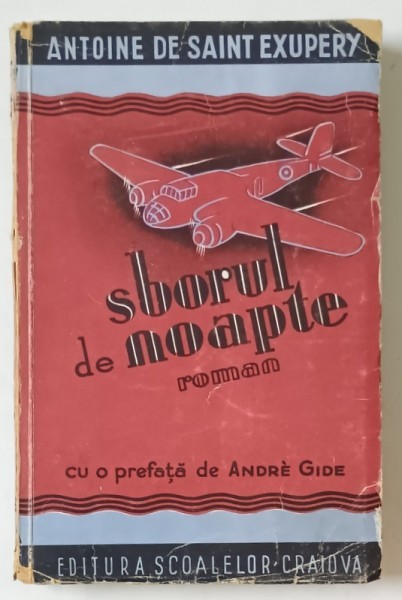 ANTOINE DE SAINT EXUPERY
sborul
de noapte
roman
cu o prefață de ANDRÈ GIDE
EDITURA SCOALELOR·CRAIOVA